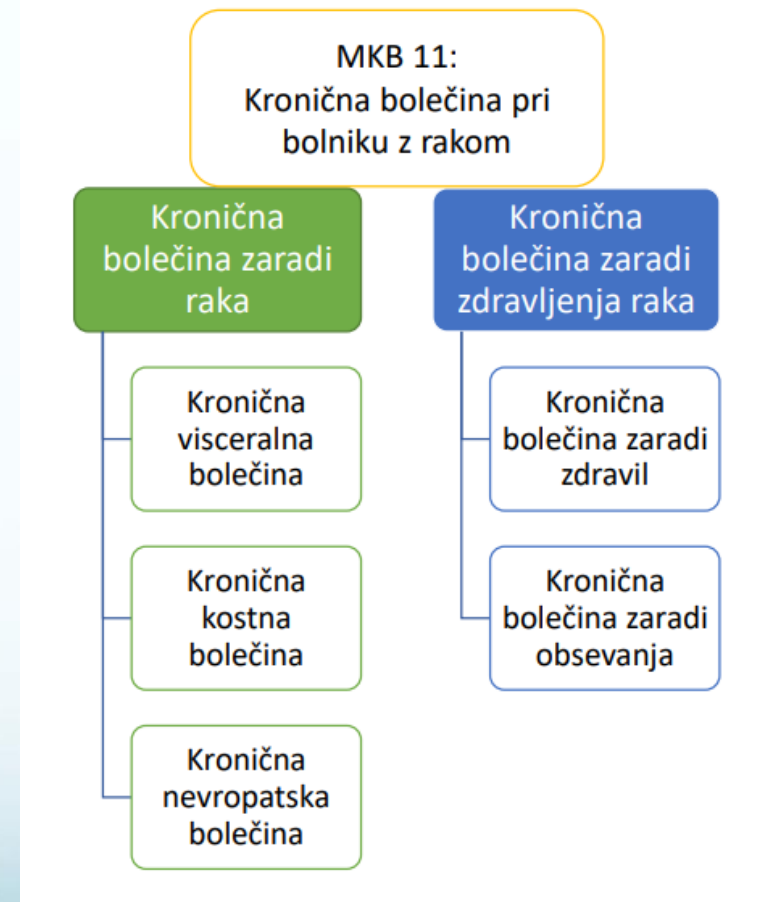 MKB 11:
Kronična bolečina pri
bolniku z rakom
Kronična
bolečina zaradi
raka
Kronična
visceralna
bolečina
Kronična
kostna
bolečina
Kronična
nevropatska
bolečina
Kronična
bolečina zaradi
zdravljenja raka
Kronična
bolečina zaradi
zdravil
Kronična
bolečina zaradi
obsevanja